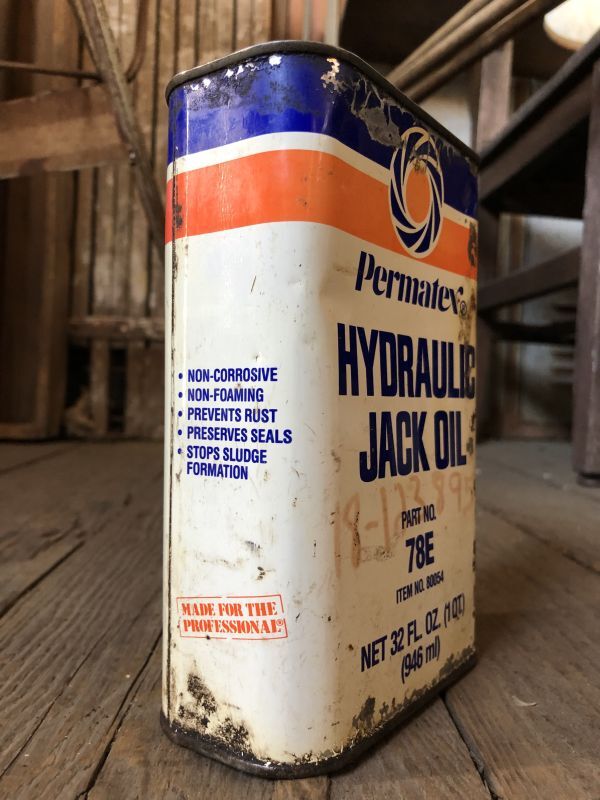 Permatex®
HYDRAULIC
JACK OIL
PART NO.
78E
ITEM NO. 80054
NET 32 FL. OZ. (1 QT.)
(946 ml)
• NON-CORROSIVE
• NON-FOAMING
• PREVENTS RUST
• PRESERVES SEALS
• STOPS SLUDGE
FORMATION
MADE FOR THE
PROFESSIONAL®